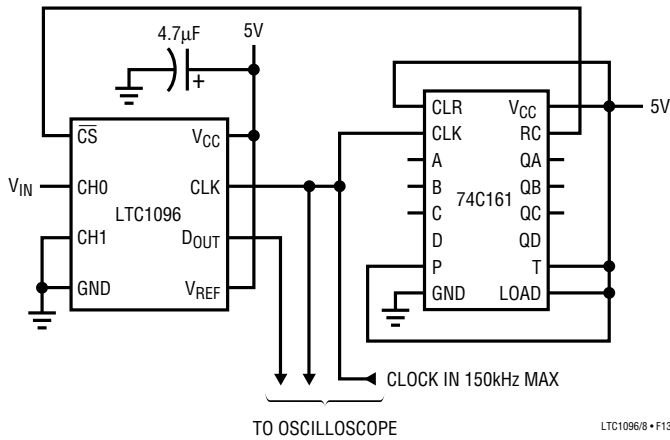 4.7µF
5V
CS
CH0
CH1
GND
LTC1096
VCC
CLK
DOUT
VREF
VIN
CLR
CLK
A
B
C
D
P
GND
74C161
VCC
RC
QA
QB
QC
QD
T
LOAD
5V
CLOCK IN 150kHz MAX
TO OSCILLOSCOPE
LTC1096/8 • F13